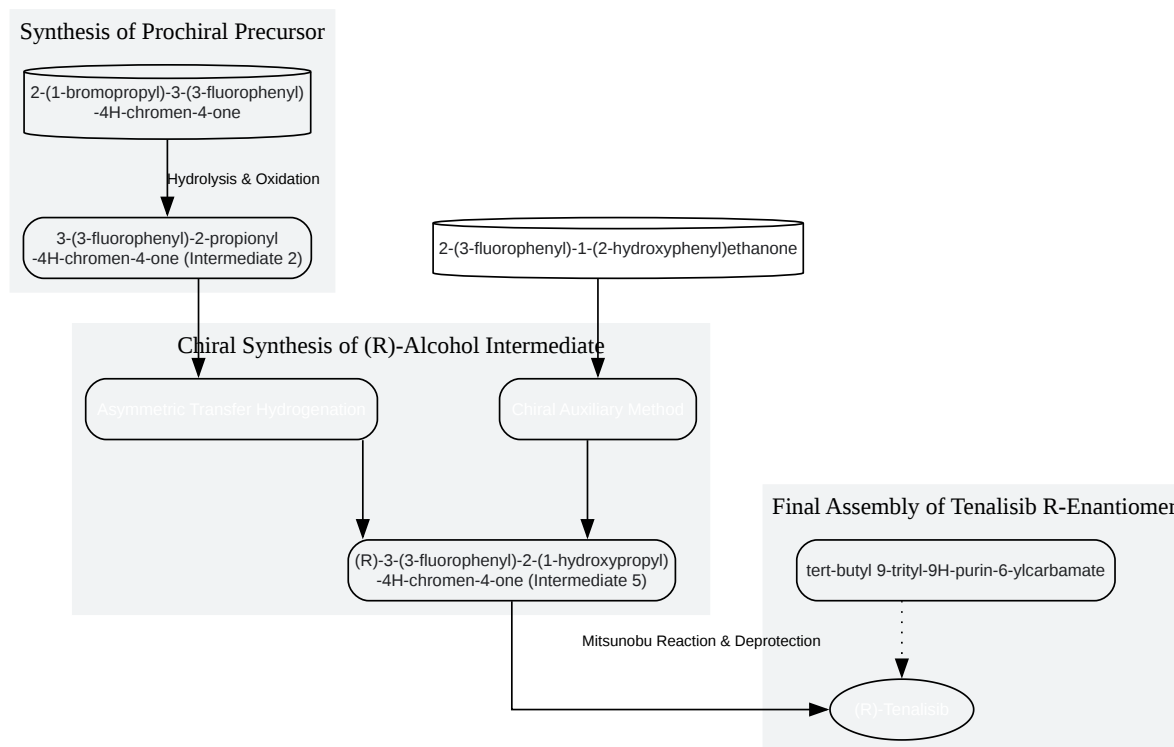 Synthesis of Prochiral Precursor
2-(1-bromopropyl)-3-(3-fluorophenyl)
-4H-chromen-4-one
Hydrolysis & Oxidation
3-(3-fluorophenyl)-2-propionyl
-4H-chromen-4-one (Intermediate 2)
2-(3-fluorophenyl)-1-(2-hydroxyphenyl)ethanone
Chiral Synthesis of (R)-Alcohol Intermediate
Asymmetric Transfer Hydrogenation
Chiral Auxiliary Method
(R)-3-(3-fluorophenyl)-2-(1-hydroxypropyl)
-4H-chromen-4-one (Intermediate 5)
Final Assembly of Tenalisib R-Enantiomer
tert-butyl 9-trityl-9H-purin-6-ylcarbamate
Mitsunobu Reaction & Deprotection
(R)-Tenalisib